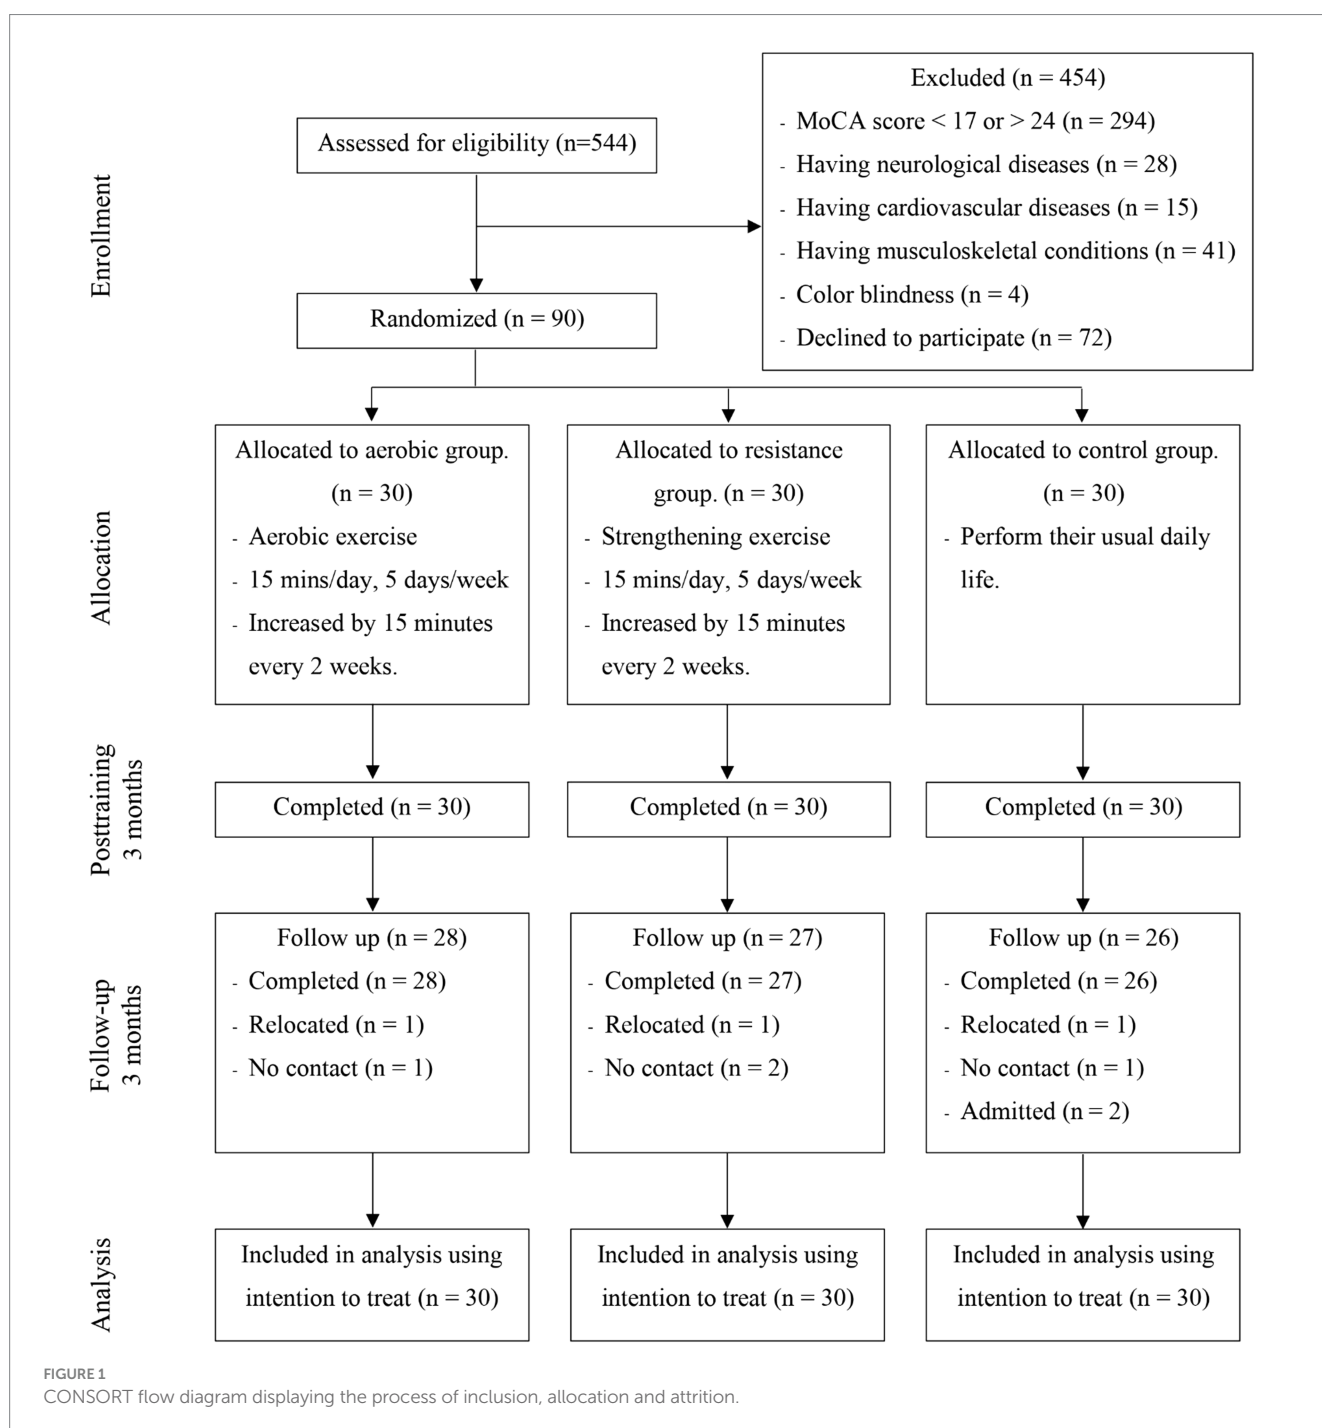 Enrollment
Assessed for eligibility (n=544)
Excluded (n = 454)
- MoCA score < 17 or > 24 (n = 294)
- Having neurological diseases (n = 28)
- Having cardiovascular diseases (n = 15)
- Having musculoskeletal conditions (n = 41)
- Color blindness (n = 4)
- Declined to participate (n = 72)
Randomized (n = 90)
Allocation
Allocated to aerobic group.
(n = 30)
- Aerobic exercise
- 15 mins/day, 5 days/week
- Increased by 15 minutes
every 2 weeks.
Allocated to resistance
group. (n = 30)
- Strengthening exercise
- 15 mins/day, 5 days/week
- Increased by 15 minutes
every 2 weeks.
Allocated to control group.
(n = 30)
- Perform their usual daily
life.
Posttraining
3 months
Completed (n = 30)
Completed (n = 30)
Completed (n = 30)
Follow-up
3 months
Follow up (n = 28)
- Completed (n = 28)
- Relocated (n = 1)
- No contact (n = 1)
Follow up (n = 27)
- Completed (n = 27)
- Relocated (n = 1)
- No contact (n = 2)
Follow up (n = 26)
- Completed (n = 26)
- Relocated (n = 1)
- No contact (n = 1)
- Admitted (n = 2)
Analysis
Included in analysis using
intention to treat (n = 30)
Included in analysis using
intention to treat (n = 30)
Included in analysis using
intention to treat (n = 30)
FIGURE 1
CONSORT flow diagram displaying the process of inclusion, allocation and attrition.